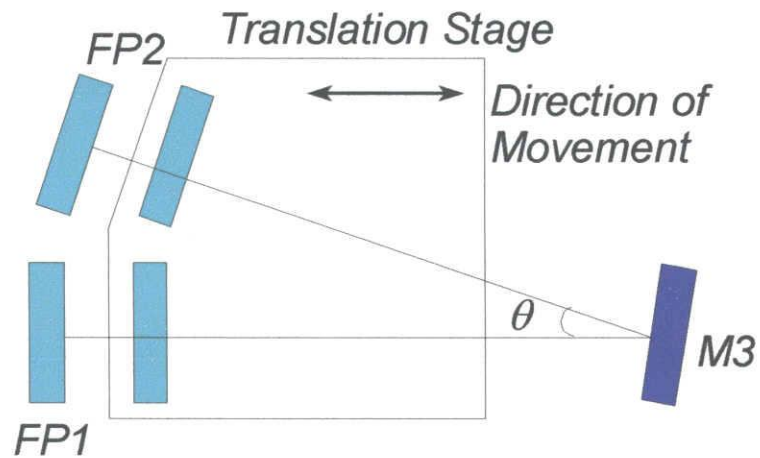 Translation Stage
FP2
Direction of
Movement
θ
M3
FP1